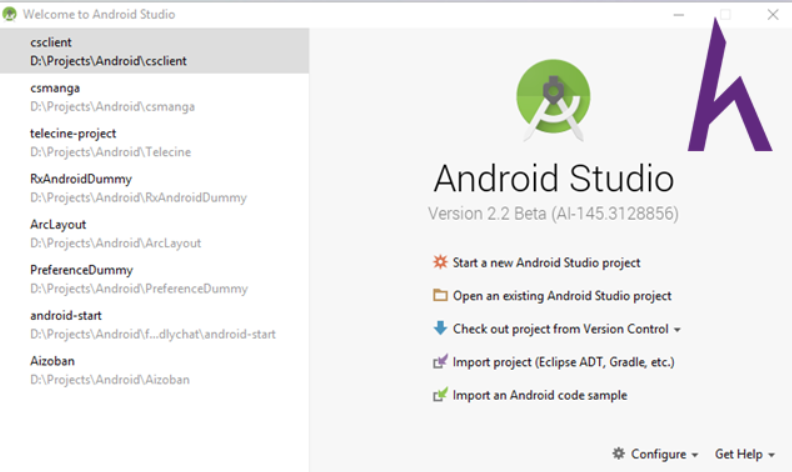 Welcome to Android Studio
csclient
D:\Projects\Android\csclient
csmanga
D:\Projects\Android\csmanga
telecine-project
D:\Projects\Android\Telecine
RxAndroidDummy
D:\Projects\Android\RxAndroidDummy
ArcLayout
D:\Projects\Android\ArcLayout
PreferenceDummy
D:\Projects\Android\PreferenceDummy
android-start
D:\Projects\Android\f...dlychat\android-start
Aizoban
D:\Projects\Android\Aizoban
Android Studio
Version 2.2 Beta (AI-145.3128856)
Start a new Android Studio project
Open an existing Android Studio project
Check out project from Version Control
Import project (Eclipse ADT, Gradle, etc.)
Import an Android code sample
Configure
Get Help